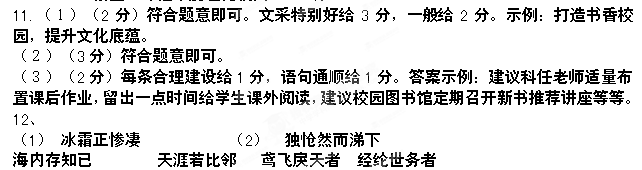 11.（1）（2分）符合题意即可。文采特别好给 3 分，一般给 2 分。示例：打造书香校
园，提升文化底蕴。
（2）（3分）符合题意即可。
（3）（2分）每条合理建设给1分，语句通顺给1分。答案示例：建议科任老师适量布
置课后作业，留出一点时间给学生课外阅读，建议校园图书馆定期召开新书推荐讲座等等。
12、
（1） 冰霜正惨凄 （2） 独怆然而涕下
海内存知己 天涯若比邻 鸢飞戾天者 经纶世务者